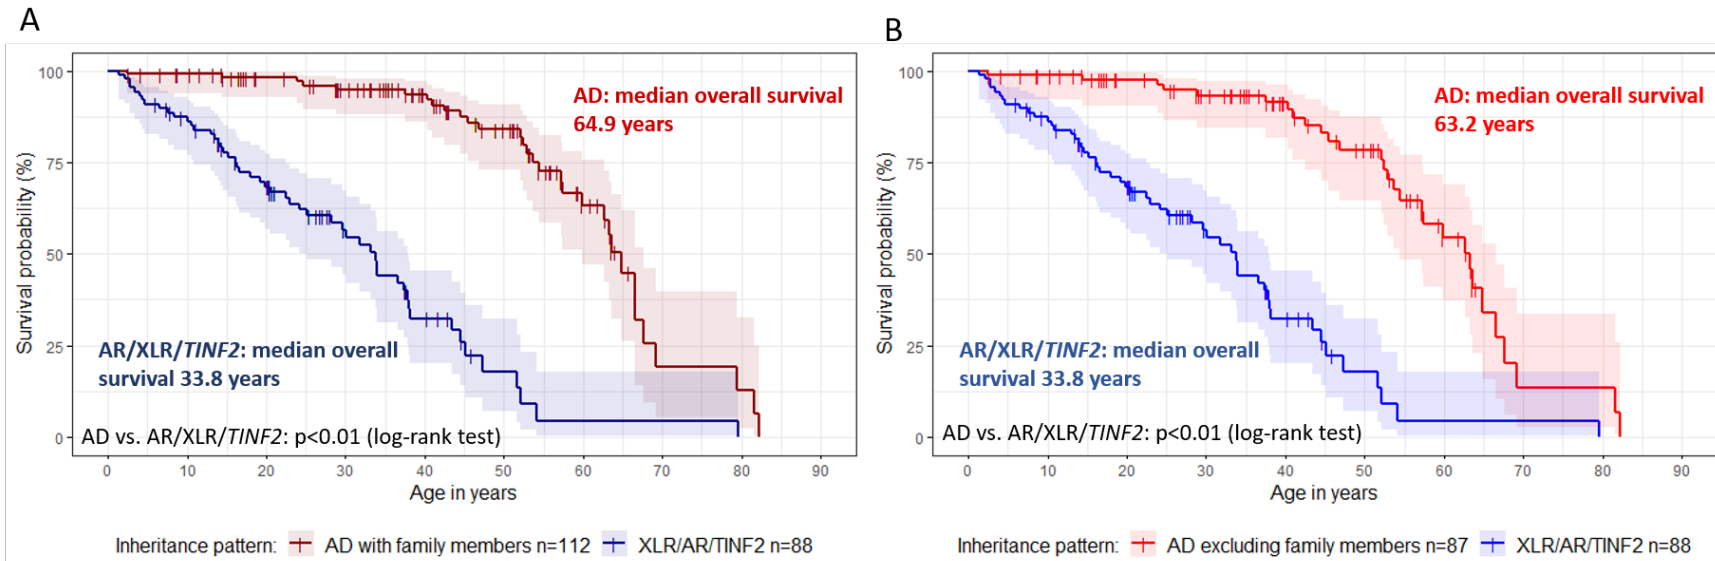 A
Survival probability (%)
100
75
50
25
0
AD: median overall survival
64.9 years
AR/XLR/TINF2: median overall
survival 33.8 years
AD vs. AR/XLR/TINF2: p<0.01 (log-rank test)
0 10 20 30 40 50 60 70 80 90
Age in years
Inheritance pattern: AD with family members n=112 XLR/AR/TINF2 n=88
B
Survival probability (%)
100
75
50
25
0
AD: median overall survival
63.2 years
AR/XLR/TINF2: median overall
survival 33.8 years
AD vs. AR/XLR/TINF2: p<0.01 (log-rank test)
0 10 20 30 40 50 60 70 80 90
Age in years
Inheritance pattern: AD excluding family members n=87 XLR/AR/TINF2 n=88